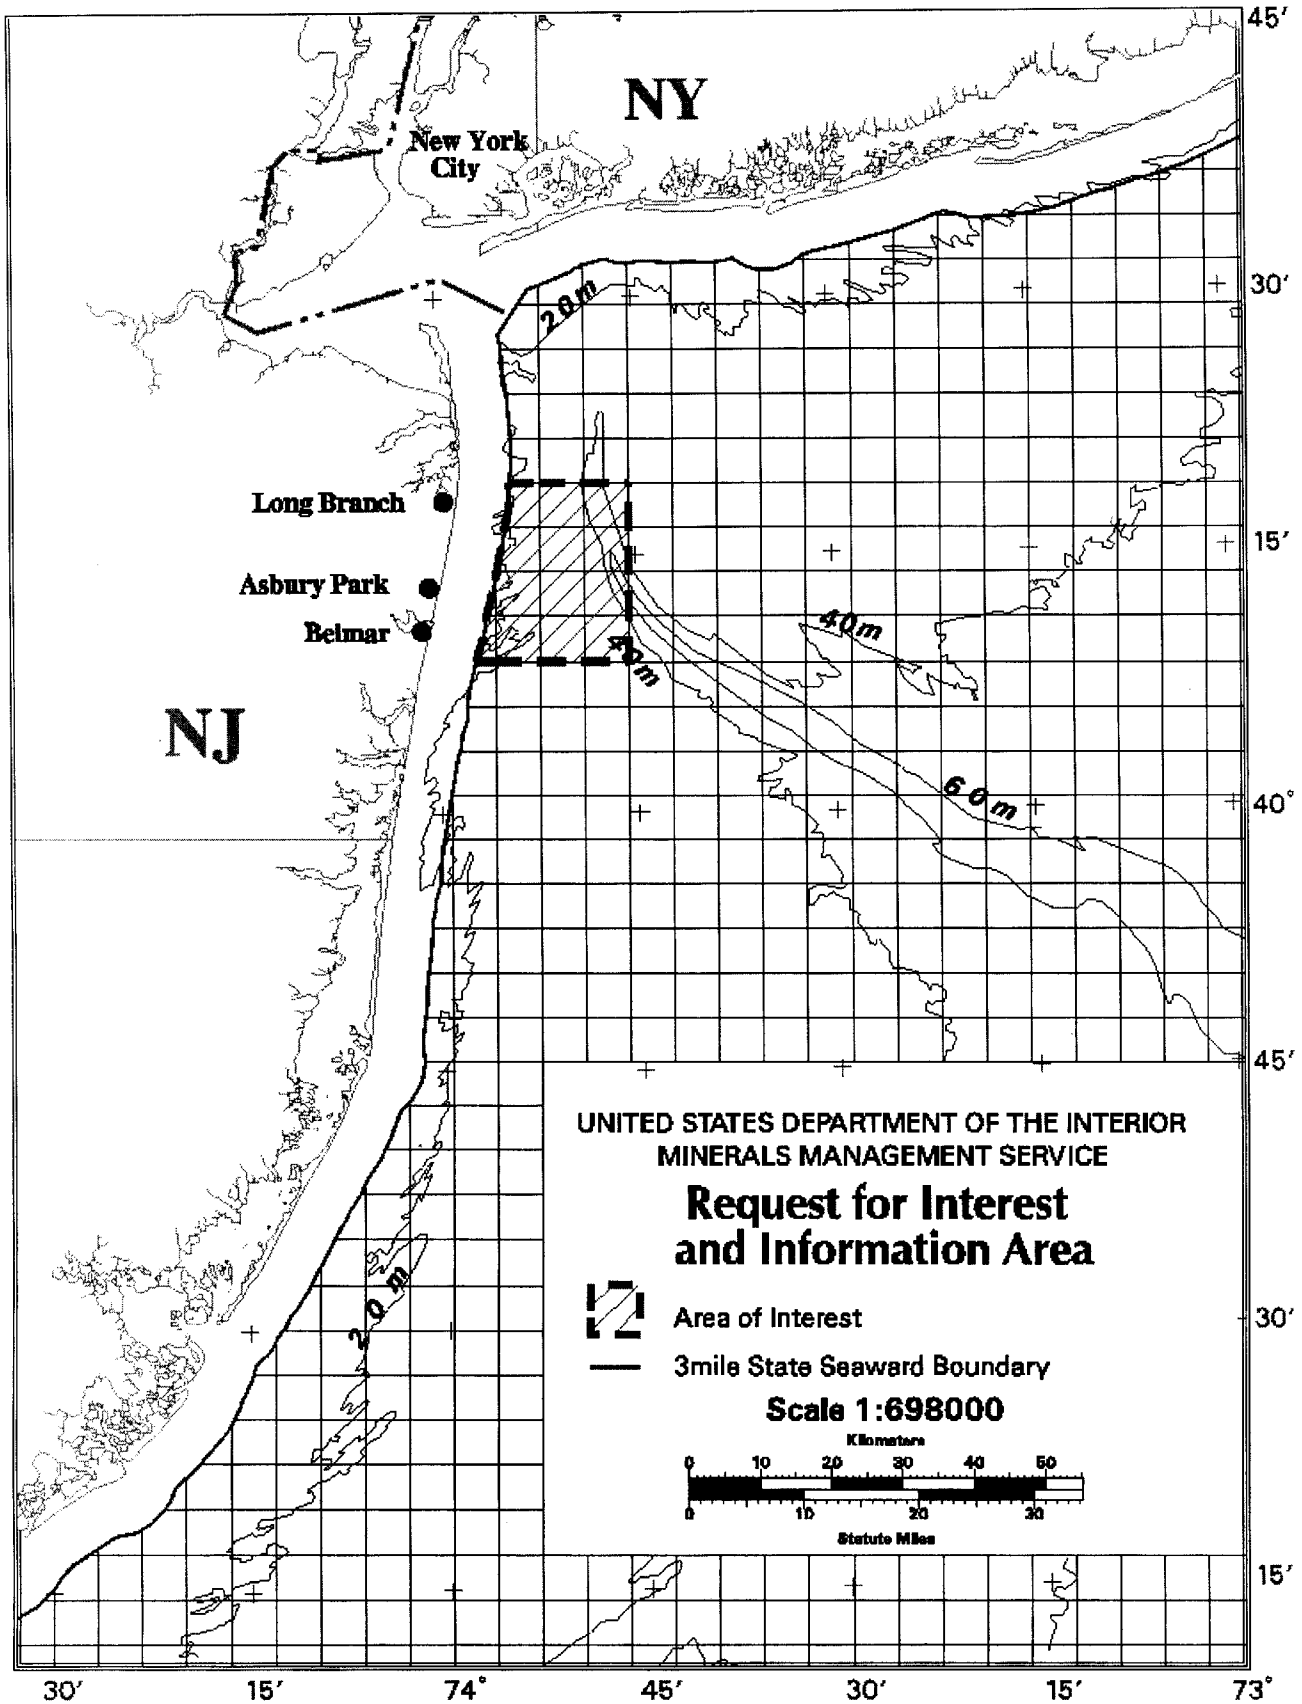 45′
NY
New York
City
30′
20m
Long Branch
15′
Asbury Park
40m
Belmar
40m
NJ
60m
40°
45′
UNITED STATES DEPARTMENT OF THE INTERIOR
MINERALS MANAGEMENT SERVICE
Request for Interest
and Information Area
20m
Area of Interest
30′
3mile State Seaward Boundary
Scale 1:698000
Kilometers
0 10 20 30 40 50
0 10 20 30
Statute Miles
15′
30′ 15′ 74° 45′ 30′ 15′ 73°